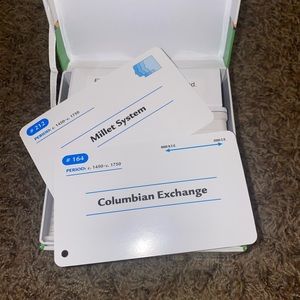 # 212
PERIOD: c. 1450-c. 1750
Millet System
# 164
PERIOD: c. 1450-c. 1750
Columbian Exchange